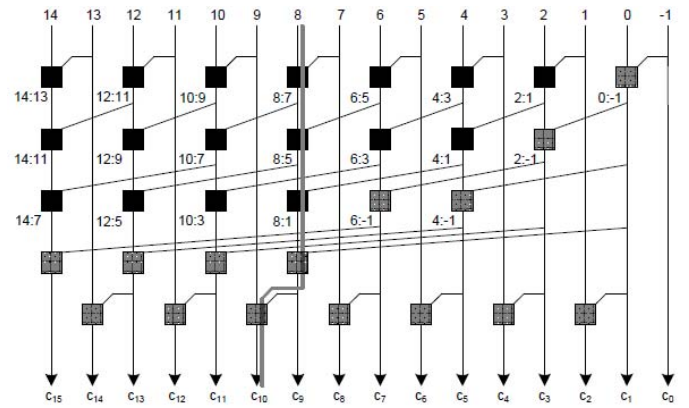 14 13 12 11 10 9 8 7 6 5 4 3 2 1 0 -1
14:13 12:11 10:9 8:7 6:5 4:3 2:1 0:-1
14:11 12:9 10:7 8:5 6:3 4:1 2:-1
14:7 12:5 10:3 8:1 6:-1 4:-1
C₁₅ C₁₄ C₁₃ C₁₂ C₁₁ C₁₀ C₉ C₈ C₇ C₆ C₅ C₄ C₃ C₂ C₁ C₀